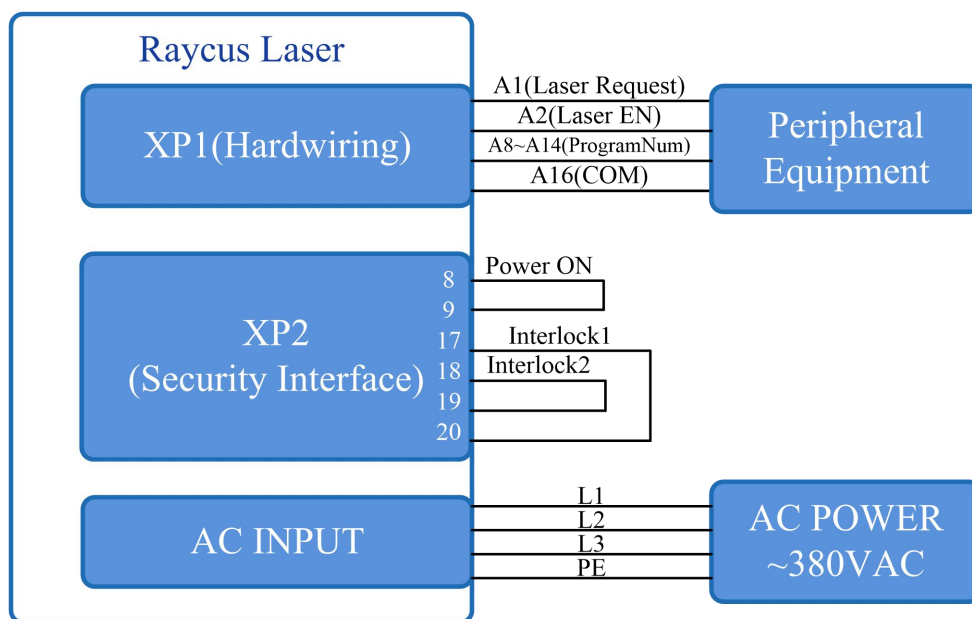 Raycus Laser
XP1(Hardwiring)
A1(Laser Request)
A2(Laser EN)
A8~A14(ProgramNum)
A16(COM)
Peripheral
Equipment
XP2
(Security Interface)
8
9
17
18
19
20
Power ON
Interlock1
Interlock2
AC INPUT
L1
L2
L3
PE
AC POWER
~380VAC